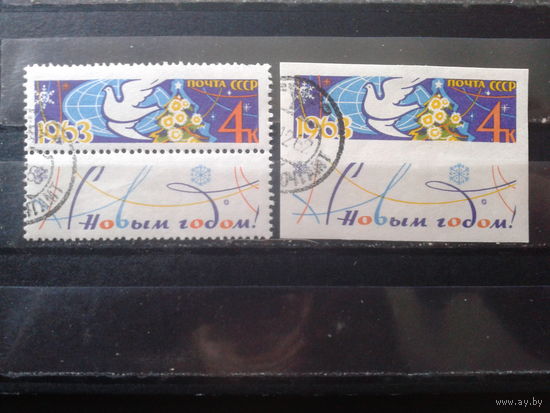 ПОЧТА СССР
1963 4к
С Новым годом!
ПОЧТА СССР
1963 4к
С Новым годом!
www.ay.by